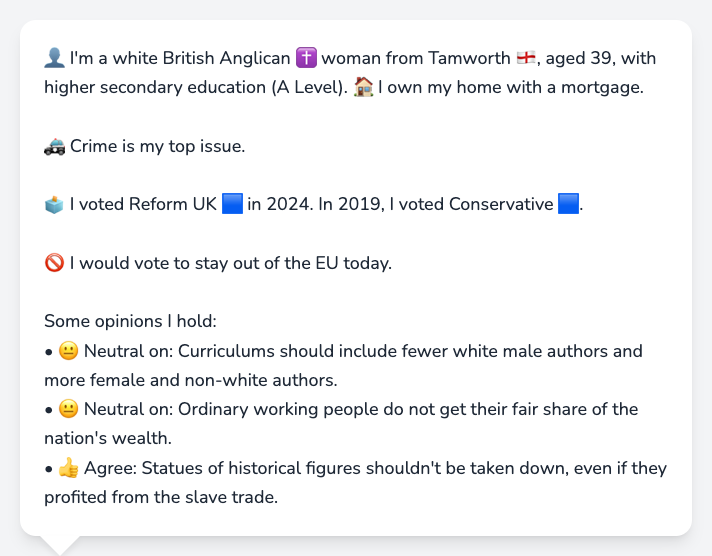 👤 I'm a white British Anglican ✝️ woman from Tamworth 🏴󠁧󠁢󠁥󠁮󠁧󠁿, aged 39, with
higher secondary education (A Level). 🏠 I own my home with a mortgage.
🚓 Crime is my top issue.
🗳️ I voted Reform UK 🟦 in 2024. In 2019, I voted Conservative 🟦.
🚫 I would vote to stay out of the EU today.
Some opinions I hold:
• 😐 Neutral on: Curriculums should include fewer white male authors and
more female and non-white authors.
• 😐 Neutral on: Ordinary working people do not get their fair share of the
nation's wealth.
• 👍 Agree: Statues of historical figures shouldn't be taken down, even if they
profited from the slave trade.